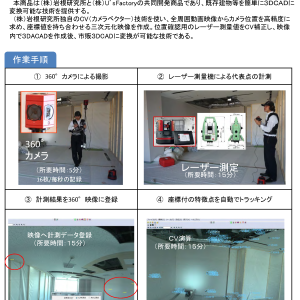 本商品は(株)岩根研究所と(株)U'sFactoryの共同開発商品であり、既存建物等を簡単に3DCADに
変換可能な技術を提供する。
(株)岩根研究所独自のCV(カメラベクター)技術を使い、全周囲動画映像からカメラ位置を高精度に
求め、座標値を持ち合わせる三次元化映像を作成。位置確認用のレーザー測量値をCV補正し、映像
内で3DACADを作成後、市販3DCADに変換が可能な技術である。
作業手順
① 360°カメラによる撮影
② レーザー測量機による代表点の計測
360°
カメラ
(所要時間:5分)
16枚/毎秒の記録
レーザー測定
(所要時間:15分)
③ 計測結果を360°映像に登録
④ 座標付の特徴点を自動でトラッキング
映像へ計測データ登録
(所要時間:15分)
CV演算
(所要時間:15分)